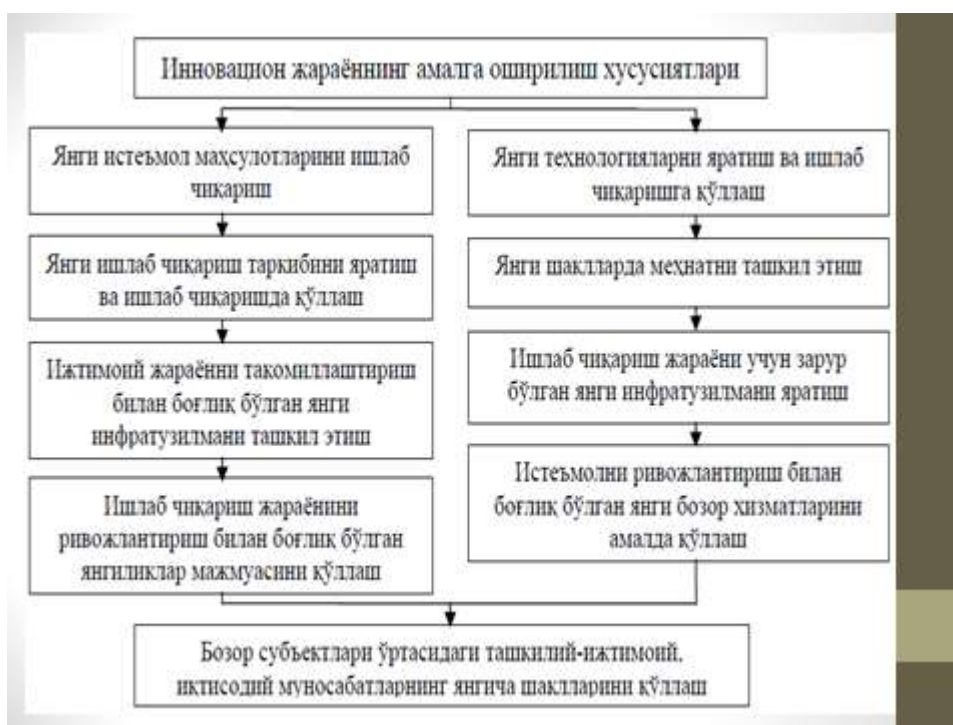 Инновацион жараённинг амалга оширилиш хусусиятлари
Янги истеъмол маҳсулотларини ишлаб
чиқариш
Янги ишлаб чиқариш таркибини яратиш
ва ишлаб чиқаришда қўллаш
Ижтимоий жараённи такомиллаштириш
билан боғлиқ бўлган янги
инфратузилмани ташкил этиш
Ишлаб чиқариш жараёнини
ривожлантириш билан боғлиқ бўлган
янгиликлар мажмуасини қўллаш
Янги технологияларни яратиш ва ишлаб
чиқаришга қўллаш
Янги шаклларда меҳнатни ташкил этиш
Ишлаб чиқариш жараёни учун зарур
бўлган янги инфратузилмани яратиш
Истеъмолни ривожлантириш билан
боғлиқ бўлган янги бозор хизматларини
амалда қўллаш
Бозор субъектлари ўртасидаги ташкилий-ижтимоий,
иқтисодий муносабатларнинг янгича шаклларини қўллаш